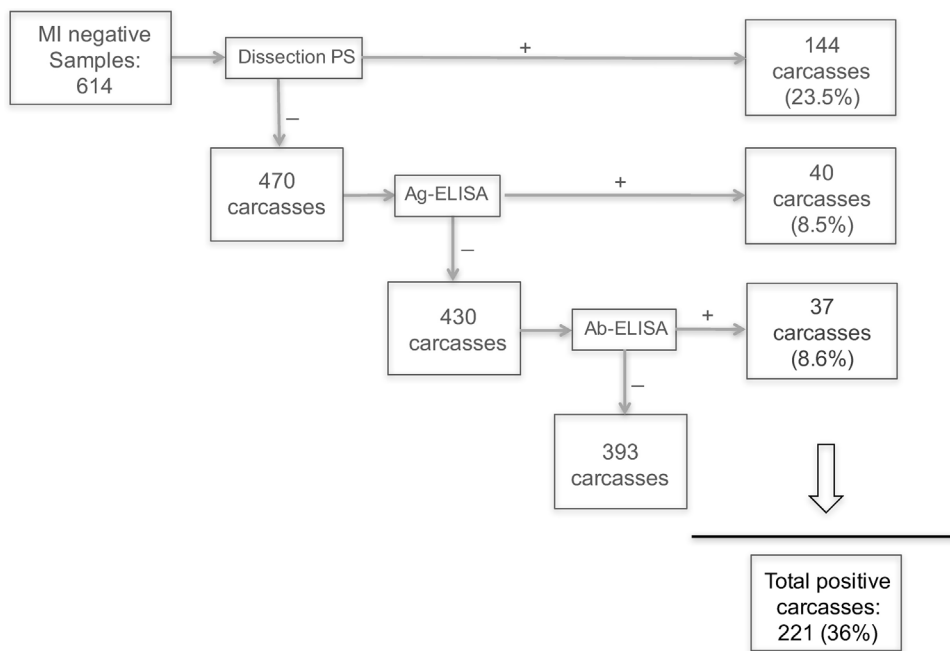 MI negative
Samples:
614
Dissection PS
+
144
carcasses
(23.5%)
–
470
carcasses
Ag-ELISA
+
40
carcasses
(8.5%)
–
430
carcasses
Ab-ELISA
+
37
carcasses
(8.6%)
–
393
carcasses
Total positive
carcasses:
221 (36%)